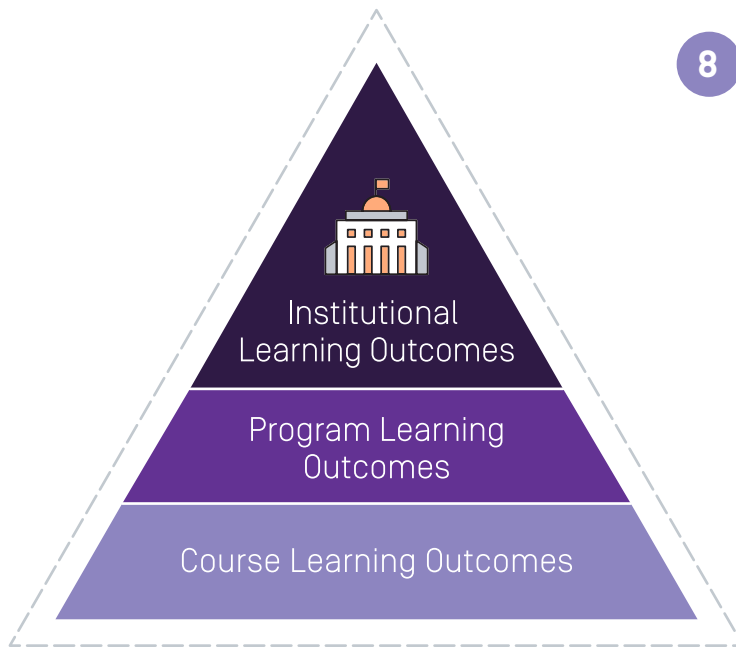 8
Institutional
Learning Outcomes
Program Learning
Outcomes
Course Learning Outcomes